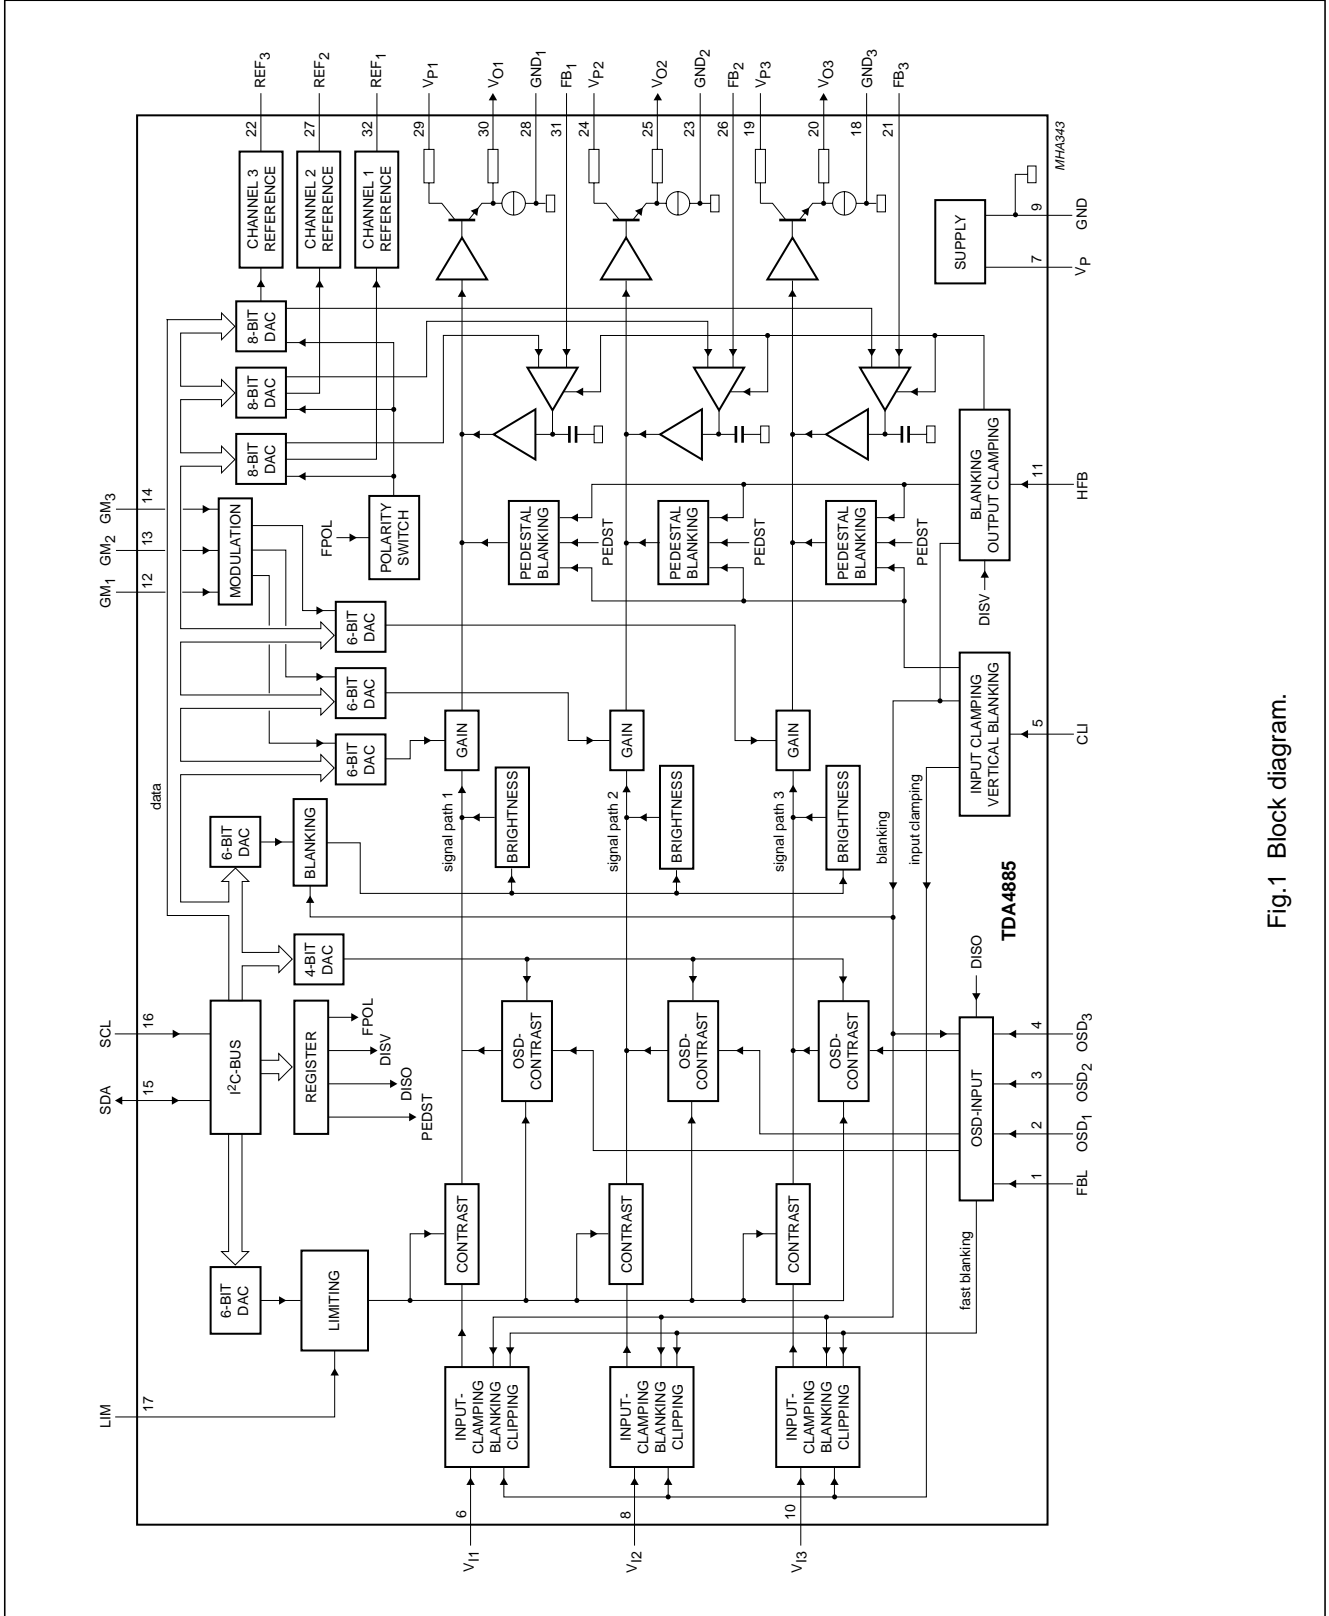 REF3
REF2
REF1
VP1
VO1
GND1
FB1
VP2
VO2
GND2
FB2
VP3
VO3
GND3
FB3
22
27
32
29
30
28
31
24
25
23
26
19
20
18
21
MHA343
CHANNEL 3
REFERENCE
CHANNEL 2
REFERENCE
CHANNEL 1
REFERENCE
SUPPLY
9
GND
7
VP
8-BIT
DAC
8-BIT
DAC
8-BIT
DAC
GM3
14
GM2
13
GM1
12
MODULATION
FPOL
POLARITY
SWITCH
PEDESTAL
BLANKING
PEDST
PEDESTAL
BLANKING
PEDST
PEDESTAL
BLANKING
PEDST
BLANKING
OUTPUT CLAMPING
11
HFB
DISV
6-BIT
DAC
6-BIT
DAC
6-BIT
DAC
GAIN
GAIN
GAIN
INPUT CLAMPING
VERTICAL BLANKING
5
CLI
data
6-BIT
DAC
BLANKING
signal path 1
BRIGHTNESS
signal path 2
BRIGHTNESS
signal path 3
BRIGHTNESS
blanking
input clamping
TDA4885
4-BIT
DAC
SCL
16
SDA
15
I2C-BUS
REGISTER
FPOL
DISV
DISO
PEDST
OSD-
CONTRAST
OSD-
CONTRAST
OSD-
CONTRAST
DISO
OSD-INPUT
4
OSD3
3
OSD2
2
OSD1
1
FBL
fast blanking
6-BIT
DAC
LIMITING
CONTRAST
CONTRAST
CONTRAST
LIM
17
INPUT-
CLAMPING
BLANKING
CLIPPING
INPUT-
CLAMPING
BLANKING
CLIPPING
INPUT-
CLAMPING
BLANKING
CLIPPING
6
VI1
8
VI2
10
VI3
Fig.1 Block diagram.